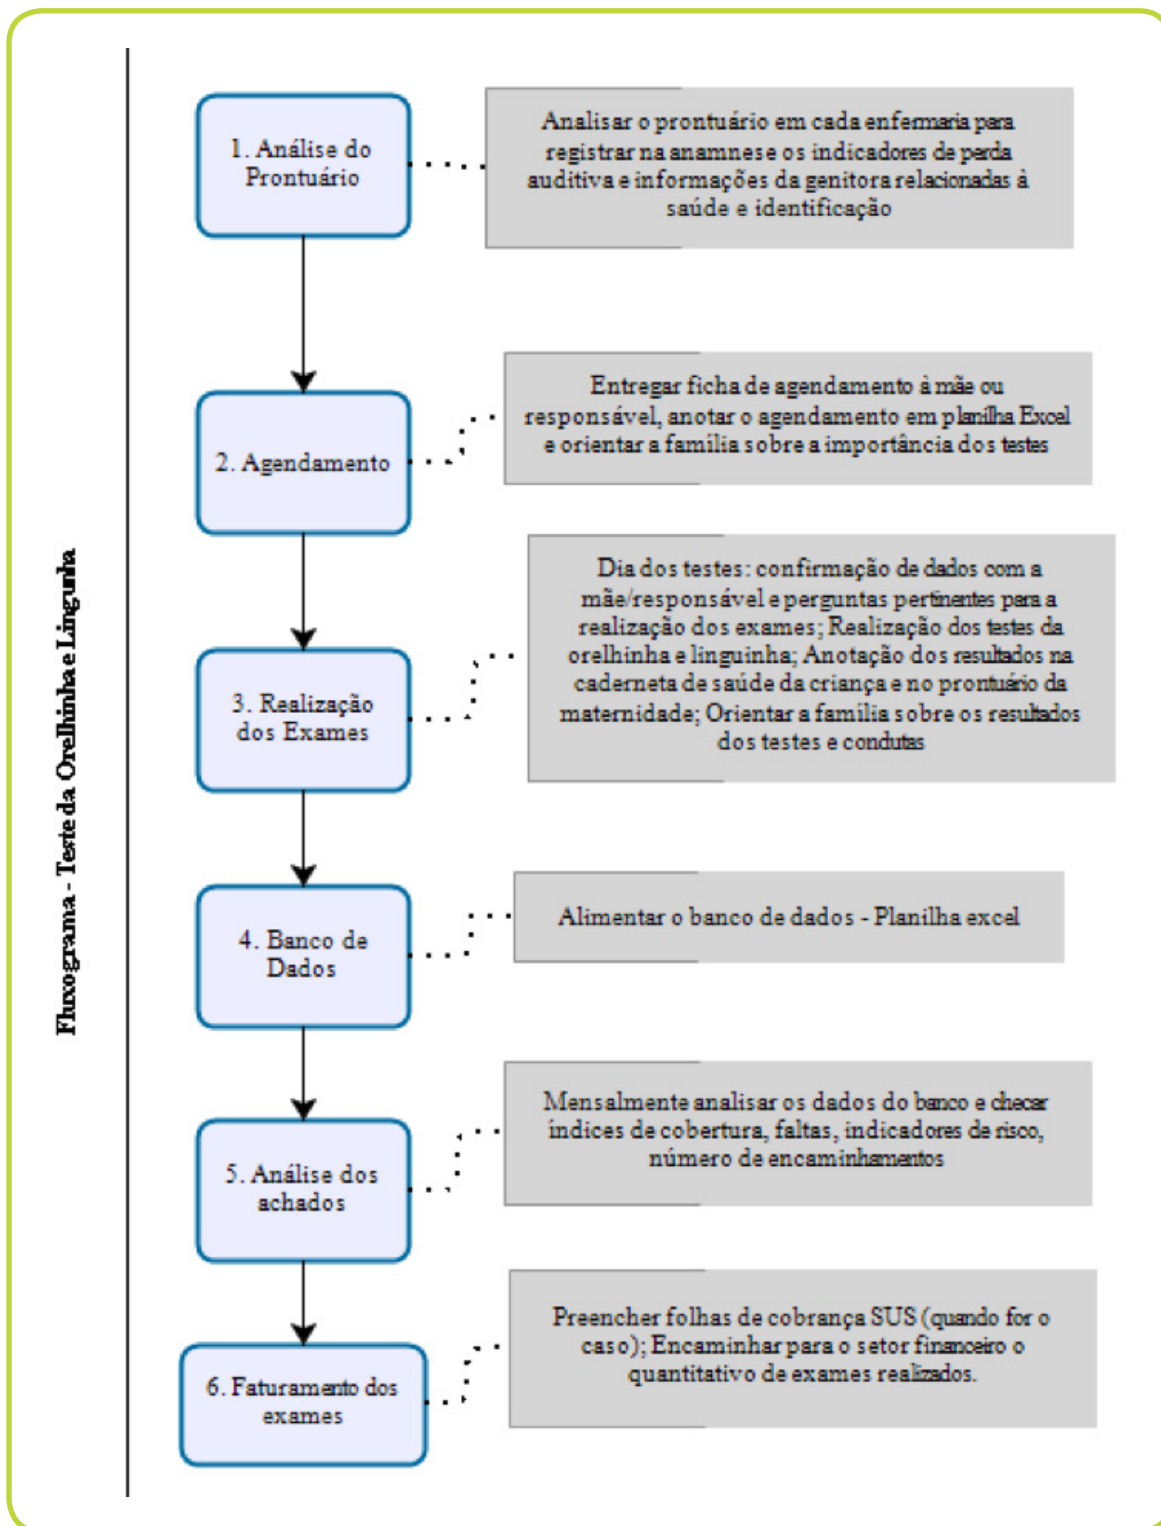 Fluxograma - Teste da Orelhinha e Lingunha
1. Análise do
Prontuário
Analisar o prontuário em cada enfermaria para
registrar na anamnese os indicadores de perda
auditiva e informações da genitora relacionadas à
saúde e identificação
2. Agendamento
Entregar ficha de agendamento à mãe ou
responsável, anotar o agendamento em planilha Excel
e orientar a família sobre a importância dos testes
3. Realização
dos Exames
Dia dos testes: confirmação de dados com a
mãe/responsável e perguntas pertinentes para a
realização dos exames; Realização dos testes da
orelhinha e linguinha; Anotação dos resultados na
caderneta de saúde da criança e no prontuário da
maternidade; Orientar a família sobre os resultados
dos testes e condutas
4. Banco de
Dados
Alimentar o banco de dados - Planilha excel
5. Análise dos
achados
Mensalmente analisar os dados do banco e checar
índices de cobertura, faltas, indicadores de risco,
número de encaminhamentos
6. Faturamento dos
exames
Preencher folhas de cobrança SUS (quando for o
caso); Encaminhar para o setor financeiro o
quantitativo de exames realizados.